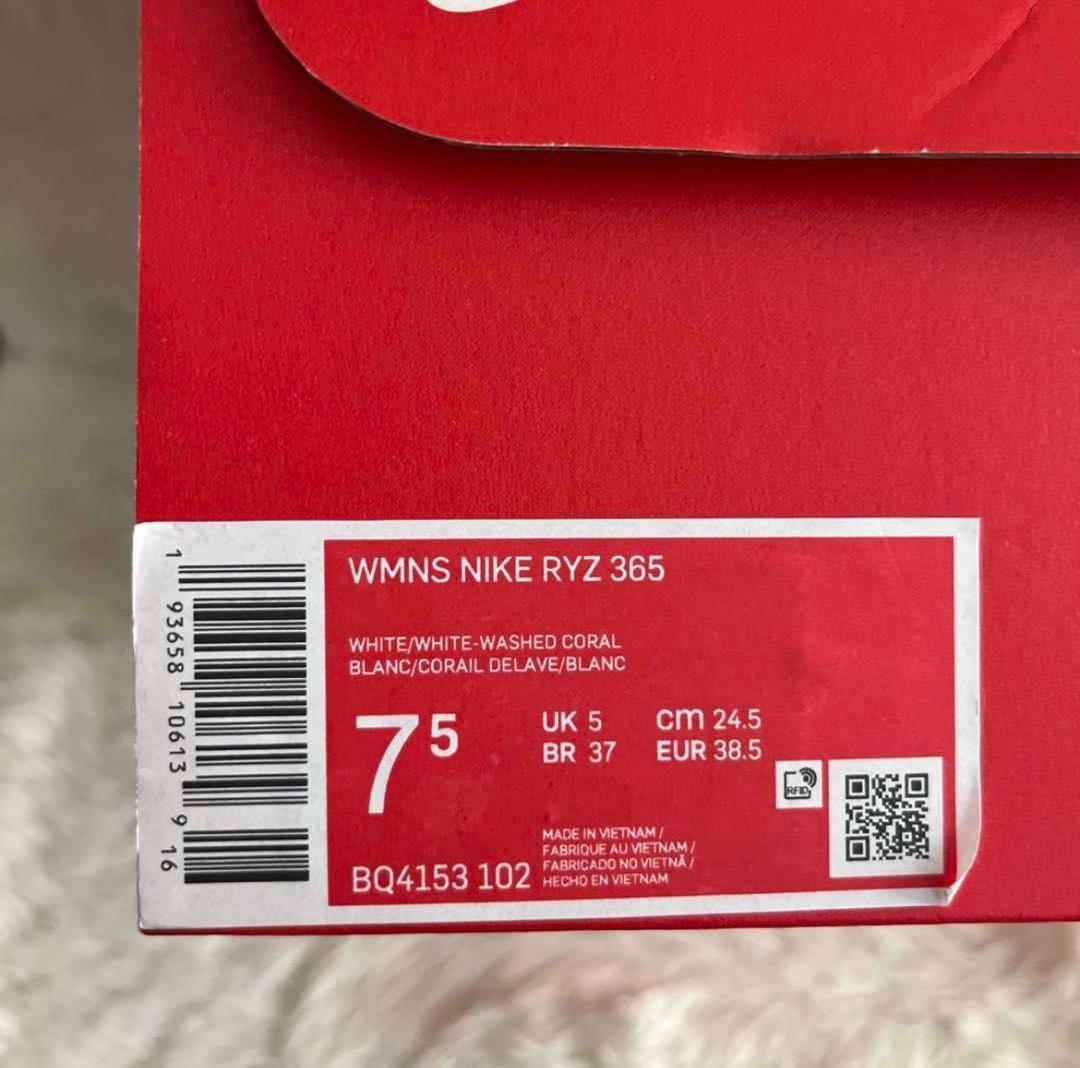 WMNS NIKE RYZ 365
WHITE/WHITE-WASHED CORAL
BLANC/CORAIL DELAVE/BLANC
7 5
UK 5 cm 24.5
BR 37 EUR 38.5
RFID
MADE IN VIETNAM /
FABRIQUE AU VIETNAM /
FABRICADO NO VIETNÃ /
HECHO EN VIETNAM
BQ4153 102
1 93658 10613 9 16